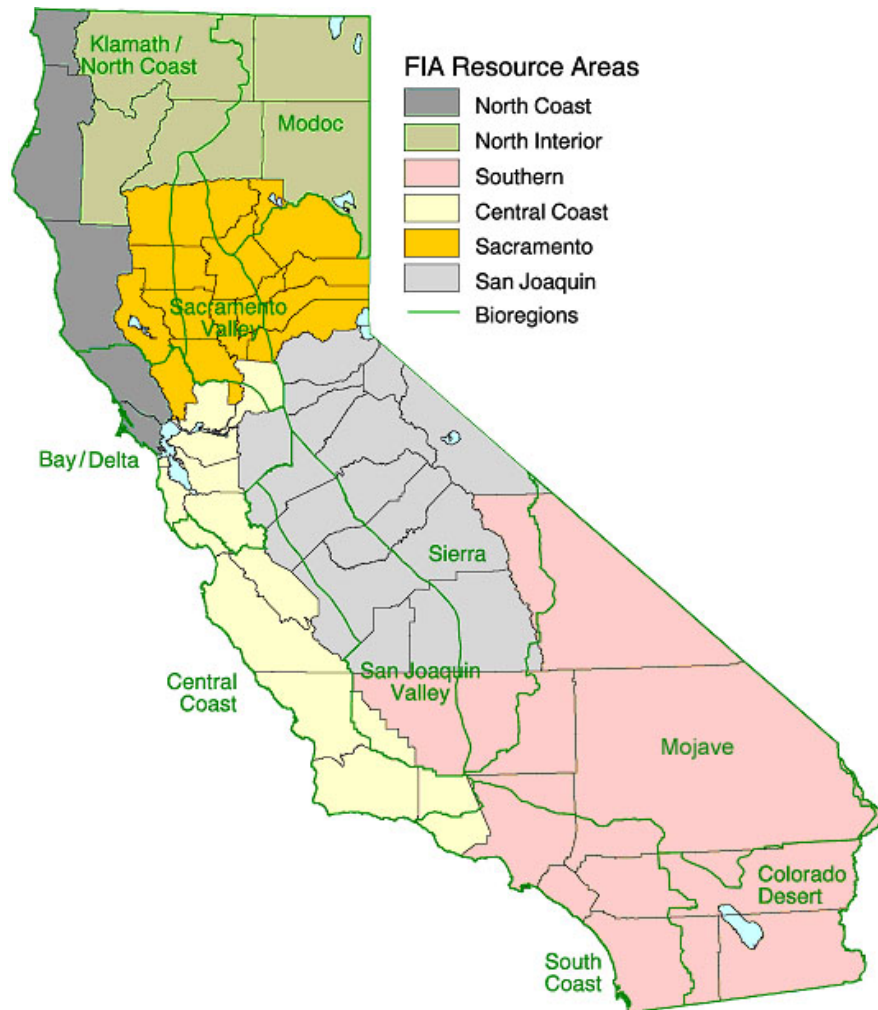 Klamath /
North Coast
Modoc
FIA Resource Areas
North Coast
North Interior
Southern
Central Coast
Sacramento
San Joaquin
Bioregions
Sacramento
Valley
Bay/Delta
Sierra
San Joaquin
Valley
Central
Coast
Mojave
Colorado
Desert
South
Coast